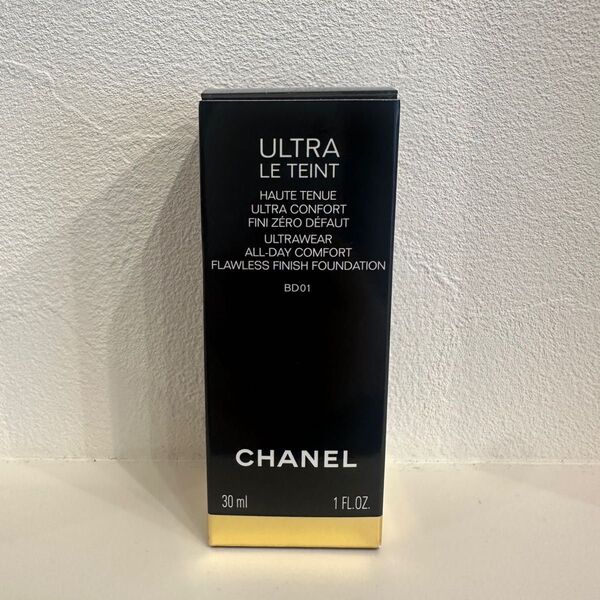 ULTRA
LE TEINT
HAUTE TENUE
ULTRA CONFORT
FINI ZÉRO DÉFAUT
ULTRAWEAR
ALL-DAY COMFORT
FLAWLESS FINISH FOUNDATION
BD01
CHANEL
30 ml 1 FL.OZ.